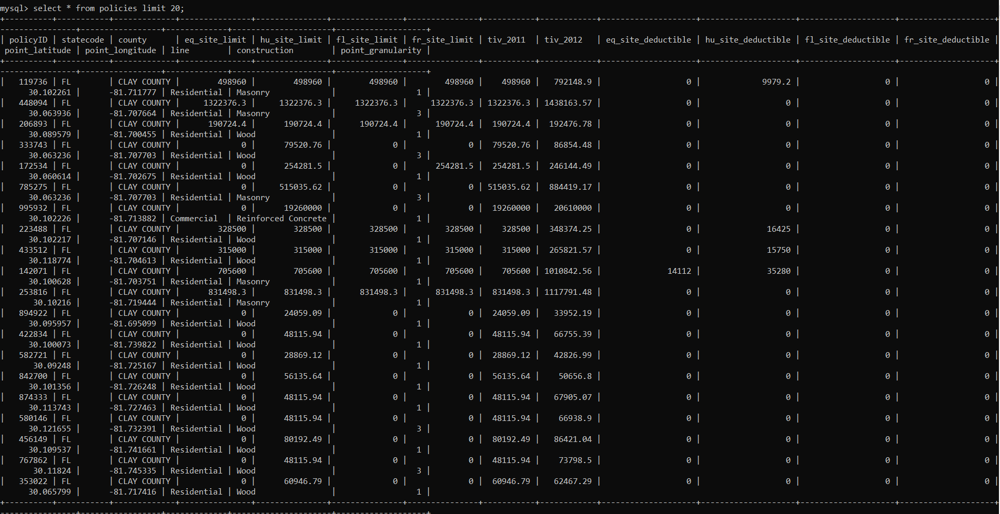 mysql> select * from policies limit 20;
+----------+-----------+-------------+---------------+---------------+---------------+---------------+-----------+------------+--------------------+--------------------+--------------------+--------------------+
----------------+-----------------+-------------+---------------------+-------------------+
| policyID | statecode | county      | eq_site_limit | hu_site_limit | fl_site_limit | fr_site_limit | tiv_2011  | tiv_2012   | eq_site_deductible | hu_site_deductible | fl_site_deductible | fr_site_deductible |
 point_latitude | point_longitude | line        | construction        | point_granularity |
+----------+-----------+-------------+---------------+---------------+---------------+---------------+-----------+------------+--------------------+--------------------+--------------------+--------------------+
----------------+-----------------+-------------+---------------------+-------------------+
|   119736 | FL        | CLAY COUNTY |        498960 |        498960 |        498960 |        498960 |    498960 |   792148.9 |                  0 |             9979.2 |                  0 |                  0 |
      30.102261 |      -81.711777 | Residential | Masonry             |                 1 |
|   448094 | FL        | CLAY COUNTY |     1322376.3 |     1322376.3 |     1322376.3 |     1322376.3 | 1322376.3 | 1438163.57 |                  0 |                  0 |                  0 |                  0 |
      30.063936 |      -81.707664 | Residential | Masonry             |                 3 |
|   206893 | FL        | CLAY COUNTY |      190724.4 |      190724.4 |      190724.4 |      190724.4 |  190724.4 |  192476.78 |                  0 |                  0 |                  0 |                  0 |
      30.089579 |      -81.700455 | Residential | Wood                |                 1 |
|   333743 | FL        | CLAY COUNTY |             0 |      79520.76 |             0 |             0 |  79520.76 |   86854.48 |                  0 |                  0 |                  0 |                  0 |
      30.063236 |      -81.707703 | Residential | Wood                |                 3 |
|   172534 | FL        | CLAY COUNTY |             0 |      254281.5 |             0 |      254281.5 |  254281.5 |  246144.49 |                  0 |                  0 |                  0 |                  0 |
      30.060614 |      -81.702675 | Residential | Wood                |                 1 |
|   785275 | FL        | CLAY COUNTY |             0 |     515035.62 |             0 |             0 | 515035.62 |  884419.17 |                  0 |                  0 |                  0 |                  0 |
      30.063236 |      -81.707703 | Residential | Masonry             |                 3 |
|   995932 | FL        | CLAY COUNTY |             0 |      19260000 |             0 |             0 |  19260000 |   20610000 |                  0 |                  0 |                  0 |                  0 |
      30.102226 |      -81.713882 | Commercial  | Reinforced Concrete |                 1 |
|   223488 | FL        | CLAY COUNTY |        328500 |        328500 |        328500 |        328500 |    328500 |  348374.25 |                  0 |              16425 |                  0 |                  0 |
      30.102217 |      -81.707146 | Residential | Wood                |                 1 |
|   433512 | FL        | CLAY COUNTY |        315000 |        315000 |        315000 |        315000 |    315000 |  265821.57 |                  0 |              15750 |                  0 |                  0 |
      30.118774 |      -81.704613 | Residential | Wood                |                 1 |
|   142071 | FL        | CLAY COUNTY |        705600 |        705600 |        705600 |        705600 |    705600 | 1010842.56 |              14112 |              35280 |                  0 |                  0 |
      30.100628 |      -81.703751 | Residential | Masonry             |                 1 |
|   253816 | FL        | CLAY COUNTY |      831498.3 |      831498.3 |      831498.3 |      831498.3 |  831498.3 | 1117791.48 |                  0 |                  0 |                  0 |                  0 |
       30.10216 |      -81.719444 | Residential | Masonry             |                 1 |
|   894922 | FL        | CLAY COUNTY |             0 |      24059.09 |             0 |             0 |  24059.09 |   33952.19 |                  0 |                  0 |                  0 |                  0 |
      30.095957 |      -81.695099 | Residential | Wood                |                 1 |
|   422834 | FL        | CLAY COUNTY |             0 |      48115.94 |             0 |             0 |  48115.94 |   66755.39 |                  0 |                  0 |                  0 |                  0 |
      30.100073 |      -81.739822 | Residential | Wood                |                 1 |
|   582721 | FL        | CLAY COUNTY |             0 |      28869.12 |             0 |             0 |  28869.12 |   42826.99 |                  0 |                  0 |                  0 |                  0 |
       30.09248 |      -81.725167 | Residential | Wood                |                 1 |
|   842700 | FL        | CLAY COUNTY |             0 |      56135.64 |             0 |             0 |  56135.64 |    50656.8 |                  0 |                  0 |                  0 |                  0 |
      30.101356 |      -81.726248 | Residential | Wood                |                 1 |
|   874333 | FL        | CLAY COUNTY |             0 |      48115.94 |             0 |             0 |  48115.94 |   67905.07 |                  0 |                  0 |                  0 |                  0 |
      30.113743 |      -81.727463 | Residential | Wood                |                 1 |
|   580146 | FL        | CLAY COUNTY |             0 |      48115.94 |             0 |             0 |  48115.94 |    66938.9 |                  0 |                  0 |                  0 |                  0 |
      30.121655 |      -81.732391 | Residential | Wood                |                 3 |
|   456149 | FL        | CLAY COUNTY |             0 |      80192.49 |             0 |             0 |  80192.49 |   86421.04 |                  0 |                  0 |                  0 |                  0 |
      30.109537 |      -81.741661 | Residential | Wood                |                 1 |
|   767862 | FL        | CLAY COUNTY |             0 |      48115.94 |             0 |             0 |  48115.94 |    73798.5 |                  0 |                  0 |                  0 |                  0 |
       30.11824 |      -81.745335 | Residential | Wood                |                 3 |
|   353022 | FL        | CLAY COUNTY |             0 |      60946.79 |             0 |             0 |  60946.79 |   62467.29 |                  0 |                  0 |                  0 |                  0 |
      30.065799 |      -81.717416 | Residential | Wood                |                 1 |
+----------+-----------+-------------+---------------+---------------+---------------+---------------+-----------+------------+--------------------+--------------------+--------------------+--------------------+
----------------+-----------------+-------------+---------------------+-------------------+